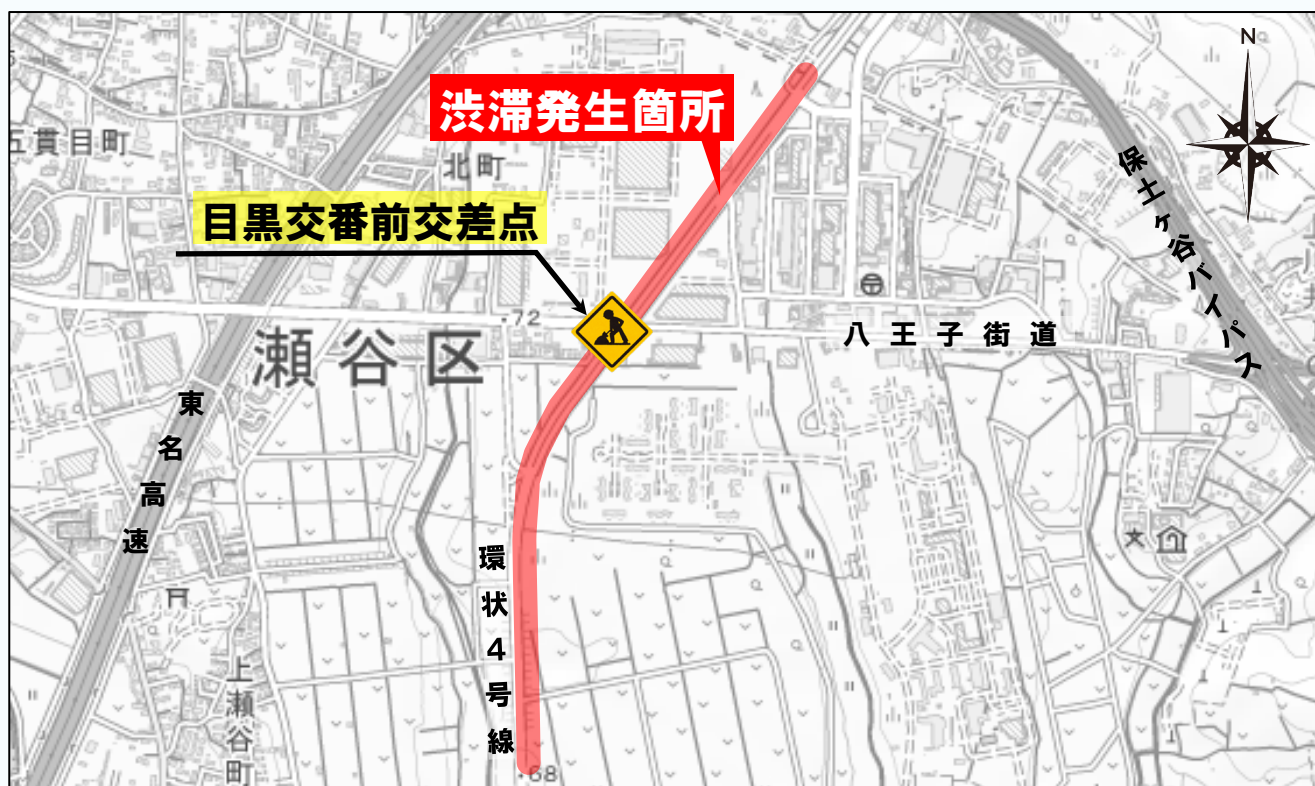 N
渋滞発生箇所
五貫目町
北町
目黒交番前交差点
保土ヶ谷バイパス
・72
瀬谷区
八王子街道
東名高速
環状4号線
上瀬谷町
・68